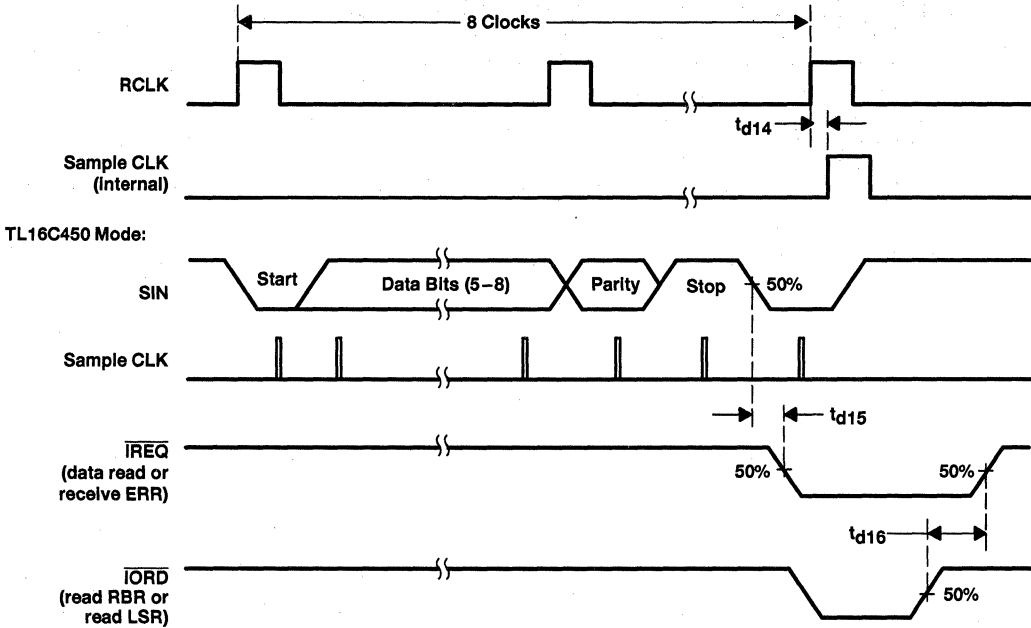 8 Clocks
RCLK
td14
Sample CLK
(internal)
TL16C450 Mode:
SIN
Start
Data Bits (5–8)
Parity
Stop
50%
Sample CLK
td15
IREQ
(data read or
receive ERR)
50%
50%
td16
IORD
(read RBR or
read LSR)
50%